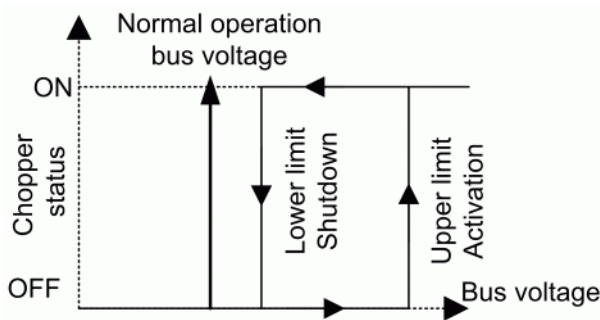 Normal operation
bus voltage
ON
Chopper
status
Lower limit
Shutdown
Upper limit
Activation
OFF
Bus voltage